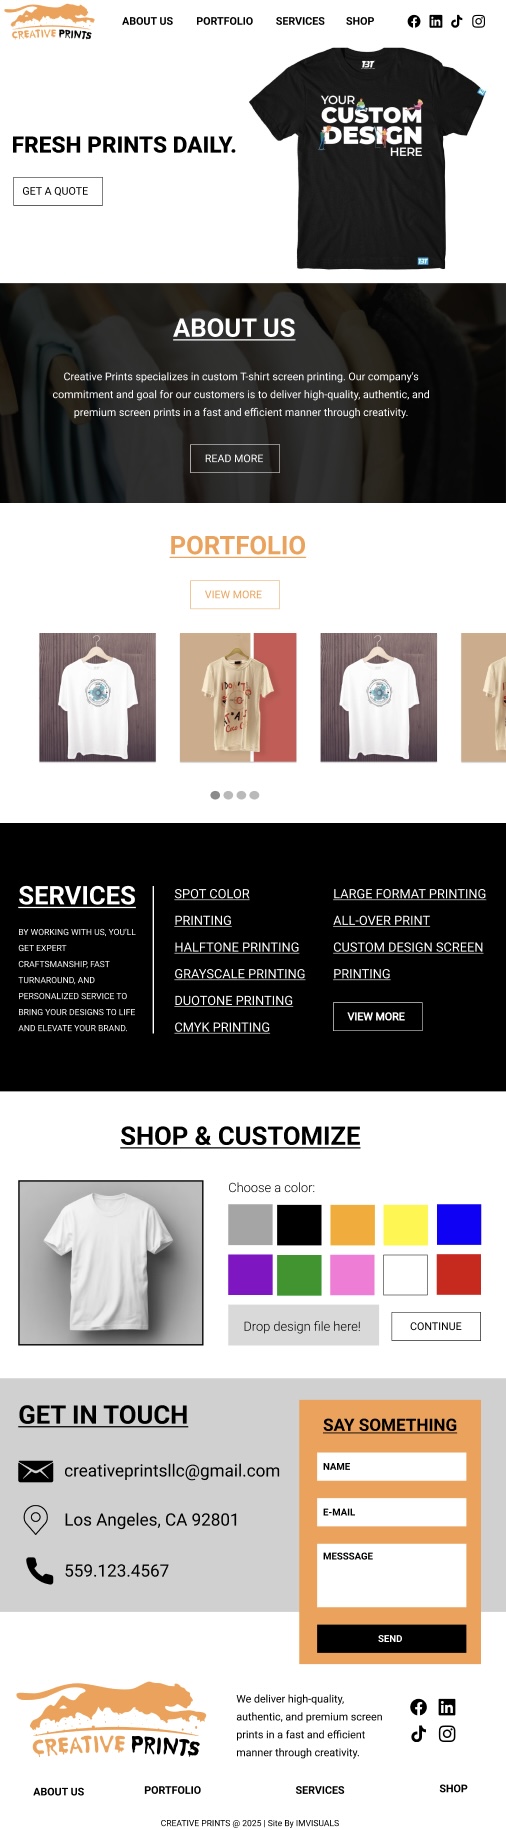 CREATIVE PRINTS
ABOUT US
PORTFOLIO
SERVICES
SHOP
FRESH PRINTS DAILY.
GET A QUOTE
TBT
YOUR
CUSTOM
DESIGN
HERE
TBT
ABOUT US
Creative Prints specializes in custom T-shirt screen printing. Our company's
commitment and goal for our customers is to deliver high-quality, authentic, and
premium screen prints in a fast and efficient manner through creativity.
READ MORE
PORTFOLIO
VIEW MORE
SERVICES
BY WORKING WITH US, YOU'LL
GET EXPERT
CRAFTSMANSHIP, FAST
TURNAROUND, AND
PERSONALIZED SERVICE TO
BRING YOUR DESIGNS TO LIFE
AND ELEVATE YOUR BRAND.
SPOT COLOR
PRINTING
HALFTONE PRINTING
GRAYSCALE PRINTING
DUOTONE PRINTING
CMYK PRINTING
LARGE FORMAT PRINTING
ALL-OVER PRINT
CUSTOM DESIGN SCREEN
PRINTING
VIEW MORE
SHOP & CUSTOMIZE
Choose a color:
Drop design file here!
CONTINUE
GET IN TOUCH
creativeprintsllc@gmail.com
Los Angeles, CA 92801
559.123.4567
SAY SOMETHING
NAME
E-MAIL
MESSSAGE
SEND
CREATIVE PRINTS
We deliver high-quality,
authentic, and premium screen
prints in a fast and efficient
manner through creativity.
ABOUT US
PORTFOLIO
SERVICES
SHOP
CREATIVE PRINTS @ 2025 | Site By IMVISUALS